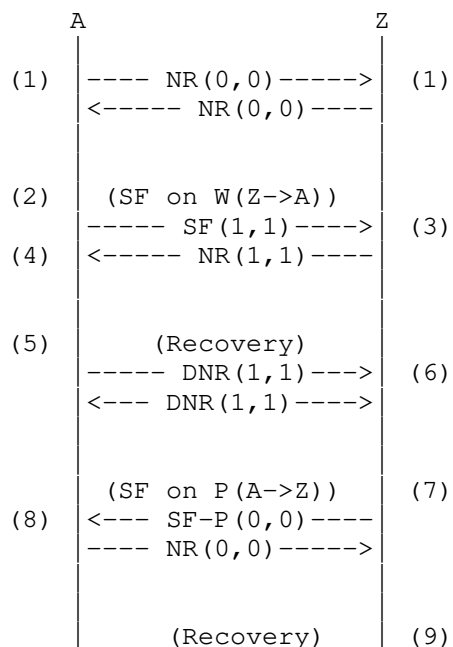 A Z
| |
(1) |---- NR(0,0)----->| (1)
|<----- NR(0,0)----|
| |
| |
(2) | (SF on W(Z->A)) |
|----- SF(1,1)---->| (3)
(4) |<----- NR(1,1)----|
| |
| |
(5) | (Recovery) |
|----- DNR(1,1)--->| (6)
|<--- DNR(1,1)---->|
| |
| |
| (SF on P(A->Z)) | (7)
(8) |<--- SF-P(0,0)----|
|---- NR(0,0)----->|
| |
| |
| (Recovery) | (9)